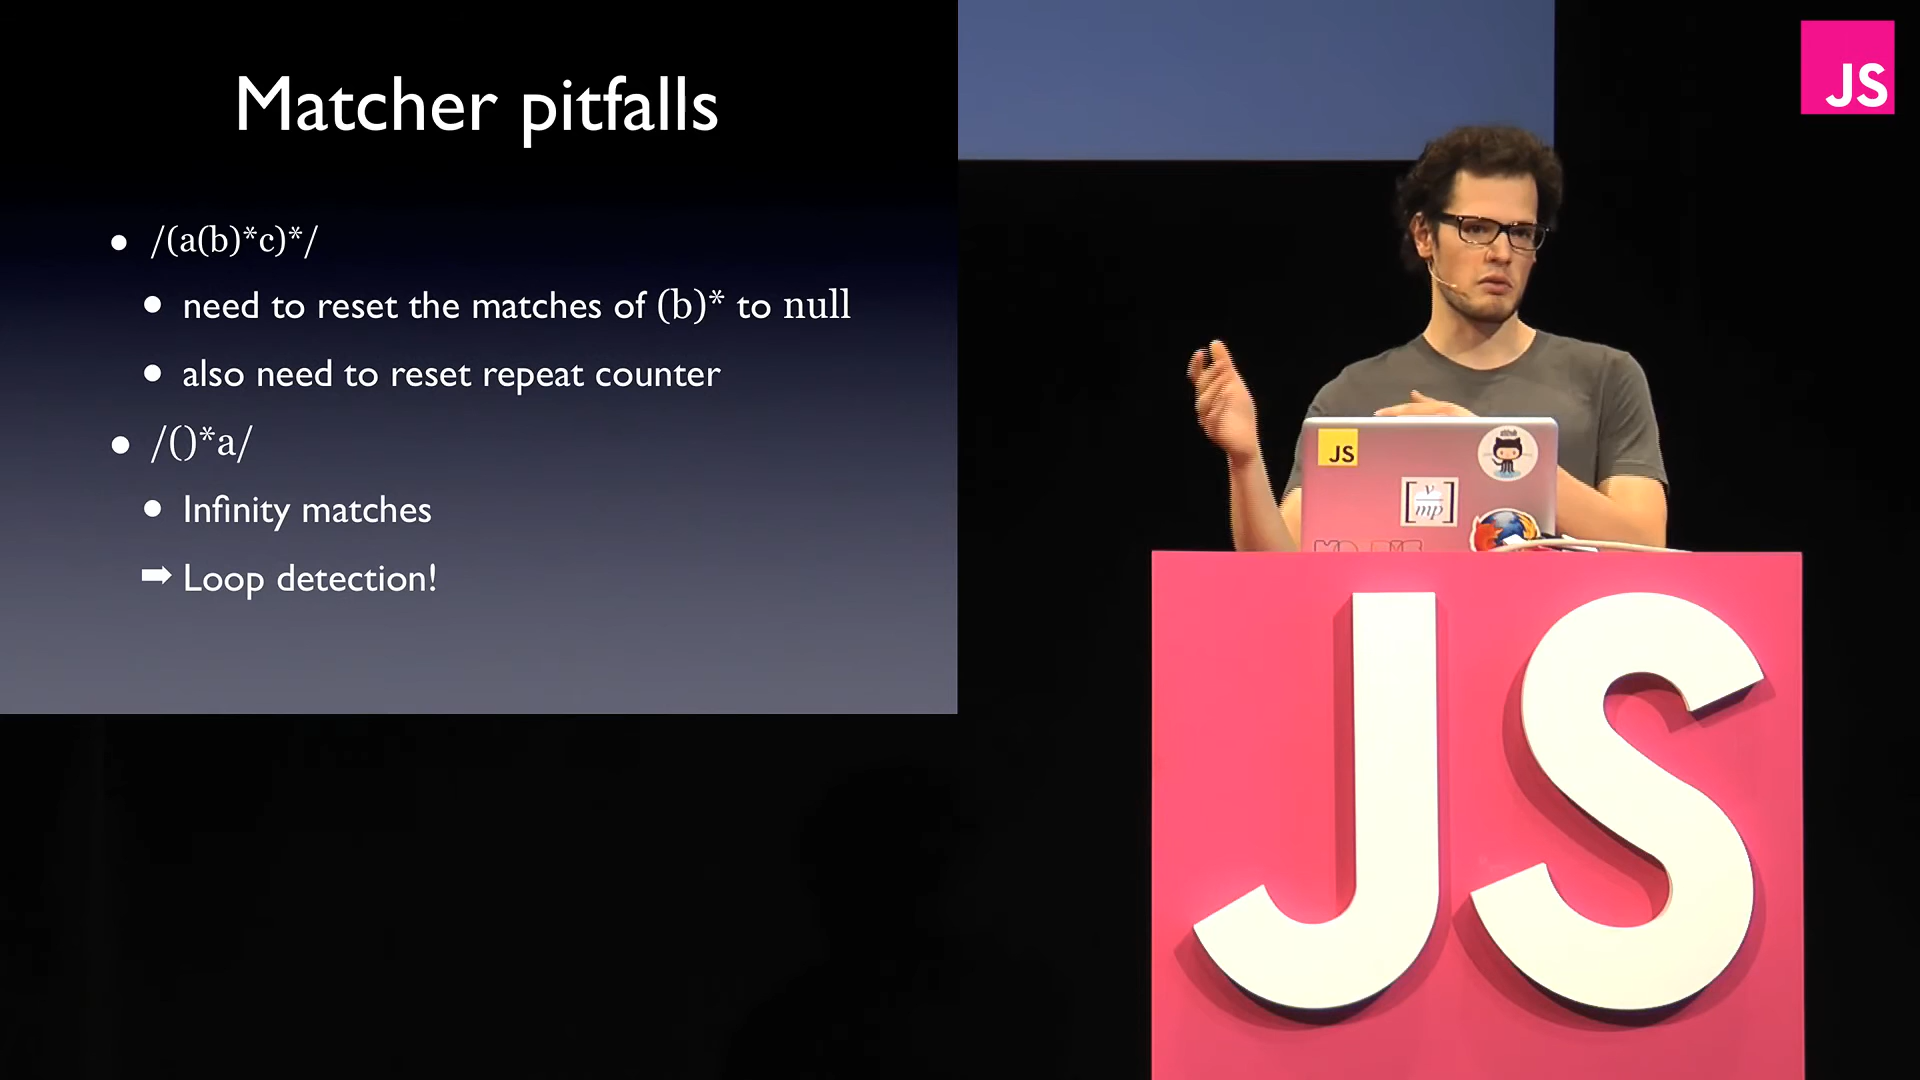 Matcher pitfalls
• /(a(b)*c)*/
• need to reset the matches of (b)* to null
• also need to reset repeat counter
• /()*a/
• Infinity matches
➡ Loop detection!
JS
JS
[v/mp]
JS